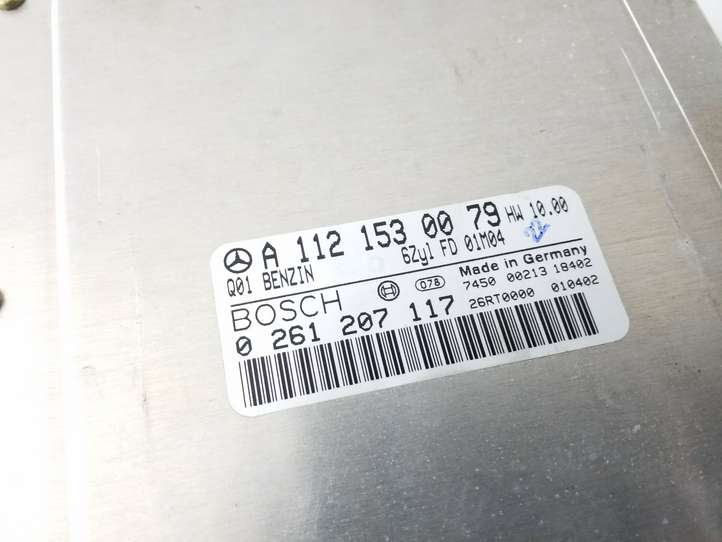 A 112 153 00 79 HW 10.00
Q01 BENZIN 6Zyl FD 01M04
BOSCH 078 Made in Germany
7450 00213 18402
0 261 207 117 26RT0000 010402